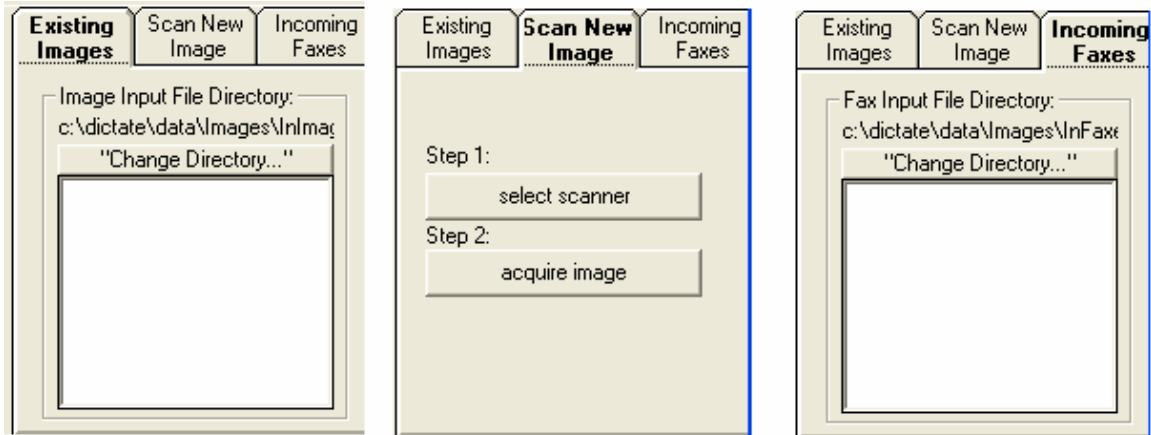 Existing Images
Scan New Image
Incoming Faxes
Image Input File Directory:
c:\dictate\data\Images\InImag
"Change Directory..."
Existing Images
Scan New Image
Incoming Faxes
Step 1:
select scanner
Step 2:
acquire image
Existing Images
Scan New Image
Incoming Faxes
Fax Input File Directory:
c:\dictate\data\Images\InFaxe
"Change Directory..."